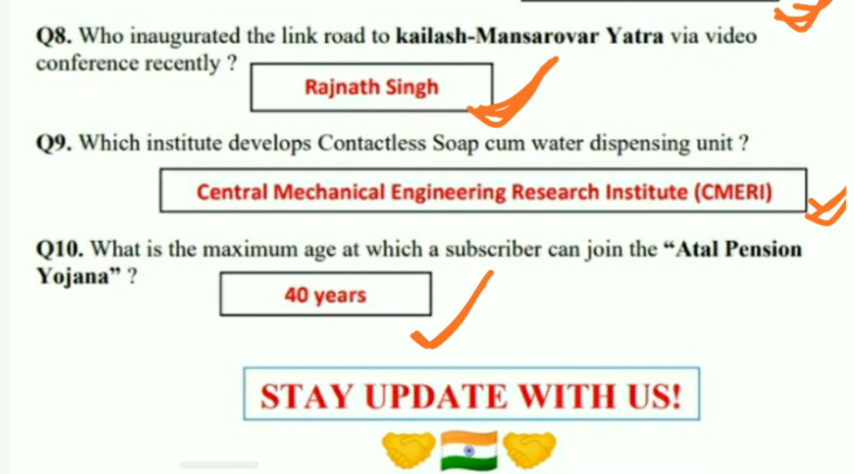 Q8. Who inaugurated the link road to kailash-Mansarovar Yatra via video
conference recently ?
Rajnath Singh
Q9. Which institute develops Contactless Soap cum water dispensing unit ?
Central Mechanical Engineering Research Institute (CMERI)
Q10. What is the maximum age at which a subscriber can join the “Atal Pension
Yojana” ?
40 years
STAY UPDATE WITH US!